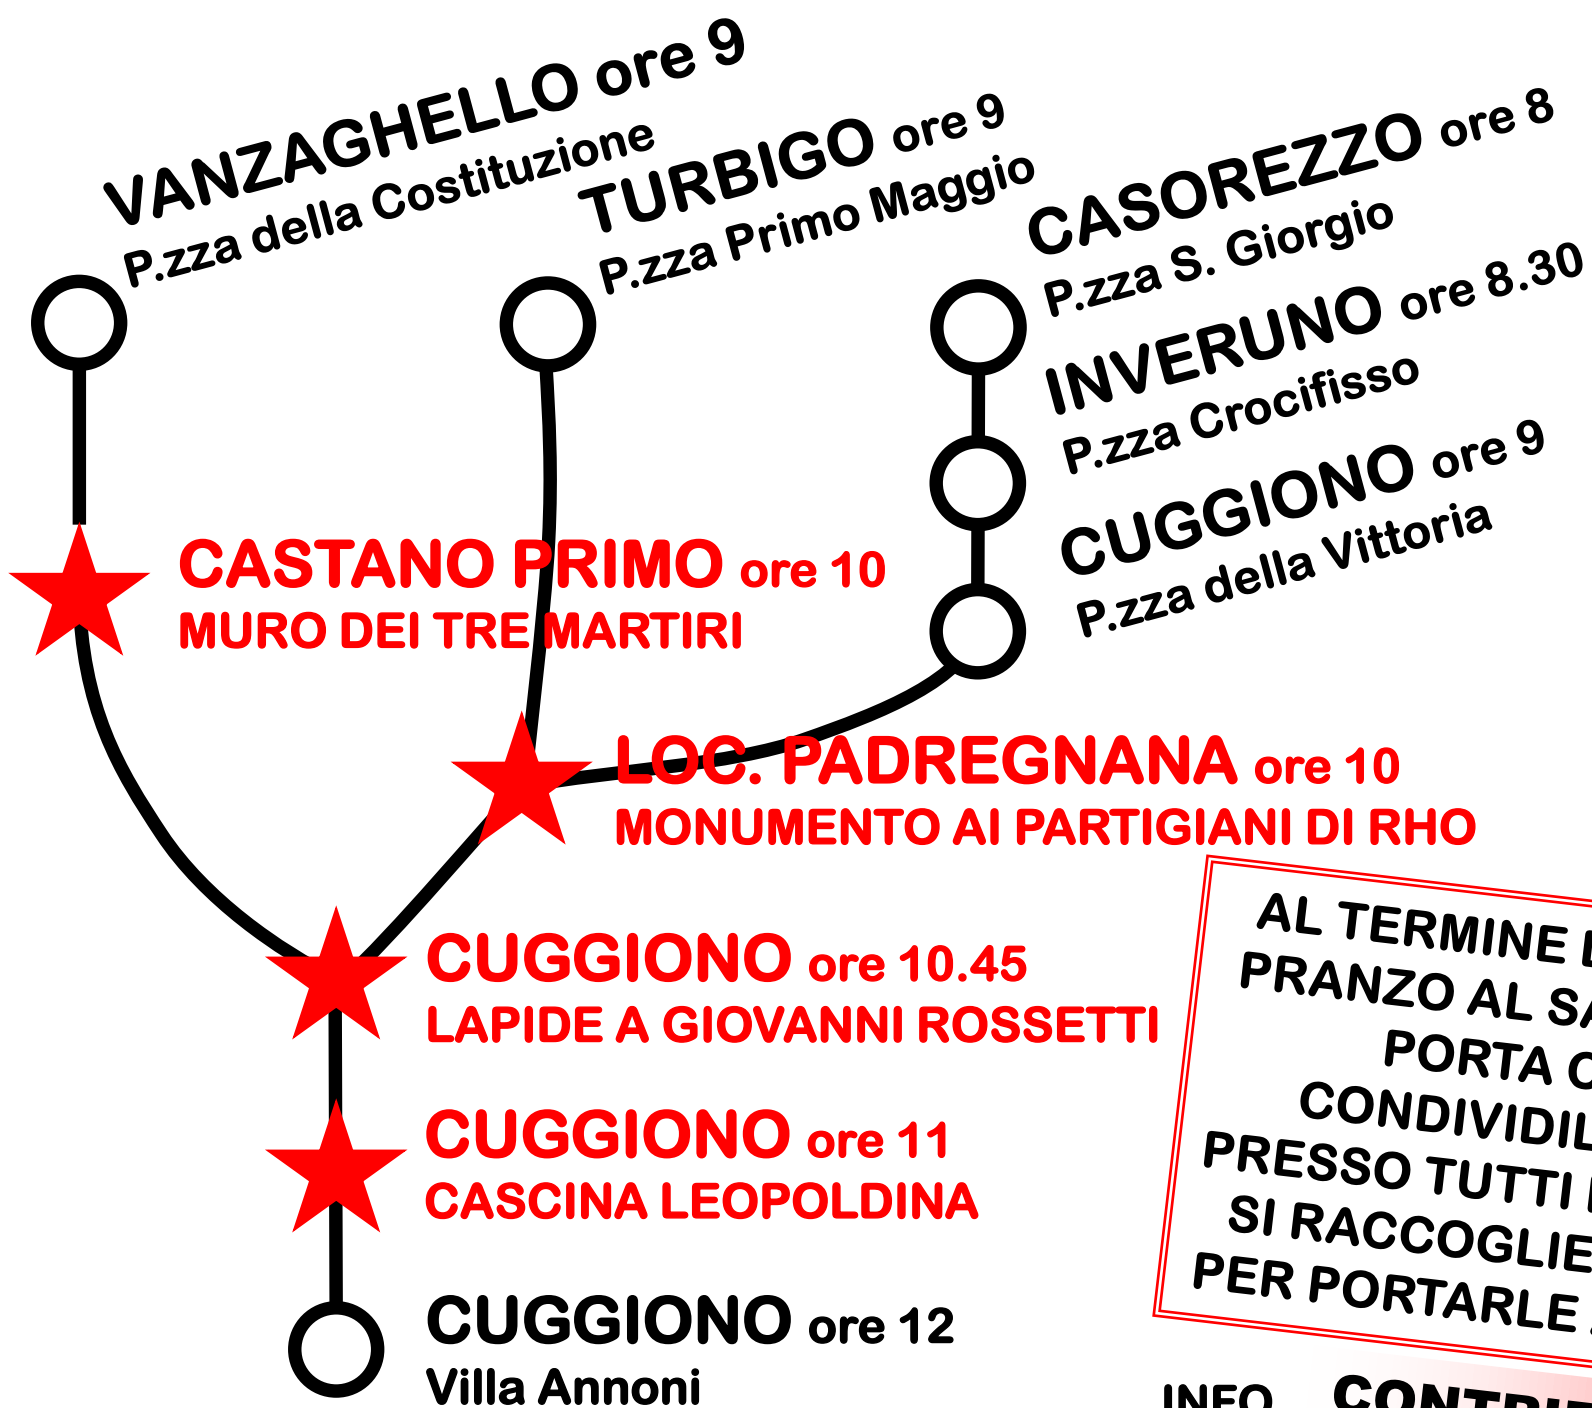 VANZAGHELLO ore 9
P.zza della Costituzione
TURBIGO ore 9
P.zza Primo Maggio
CASOREZZO ore 8
P.zza S. Giorgio
INVERUNO ore 8.30
P.zza Crocifisso
CUGGIONO ore 9
P.zza della Vittoria
CASTANO PRIMO ore 10
MURO DEI TRE MARTIRI
LOC. PADREGNANA ore 10
MONUMENTO AI PARTIGIANI DI RHO
CUGGIONO ore 10.45
LAPIDE A GIOVANNI ROSSETTI
CUGGIONO ore 11
CASCINA LEOPOLDINA
CUGGIONO ore 12
Villa Annoni
AL TERMINE
PRANZO AL
PORTA
PRESSO TUTTI
SI
PER PORTARLE
INFO